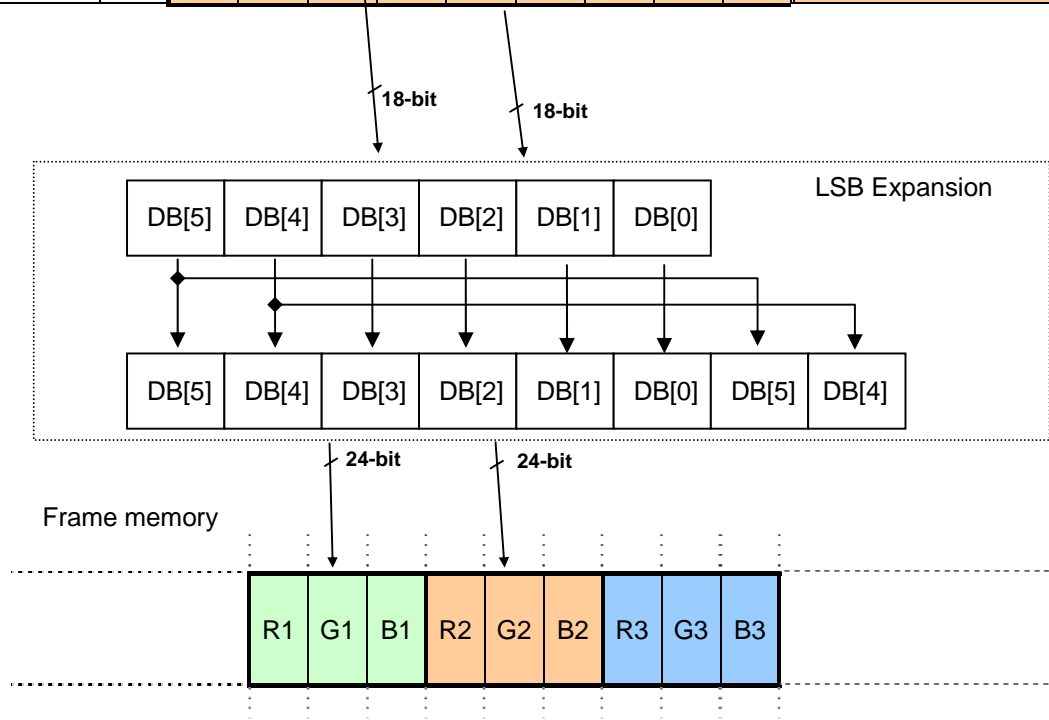 18-bit 18-bit
LSB Expansion
DB[5] DB[4] DB[3] DB[2] DB[1] DB[0]
DB[5] DB[4] DB[3] DB[2] DB[1] DB[0] DB[5] DB[4]
24-bit 24-bit
Frame memory
R1 G1 B1 R2 G2 B2 R3 G3 B3